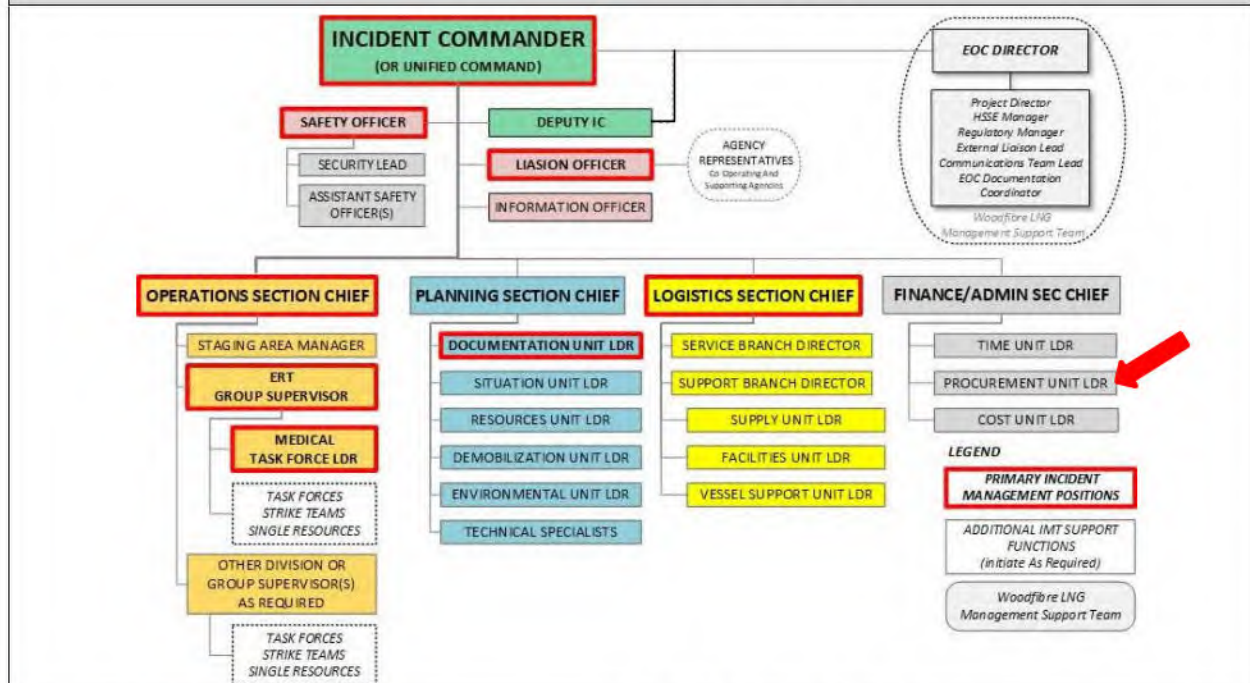 INCIDENT COMMANDER
(OR UNIFIED COMMAND)
EOC DIRECTOR
Project Director
HSSE Manager
Regulatory Manager
External Liaison Lead
Communications Team Lead
EOC Documentation
Coordinator
Woodfibre LNG
Management Support Team
SAFETY OFFICER
SECURITY LEAD
ASSISTANT SAFETY
OFFICER(S)
DEPUTY IC
LIASION OFFICER
INFORMATION OFFICER
AGENCY
REPRESENTATIVES
Co Operating And
Supporting Agencies
OPERATIONS SECTION CHIEF
STAGING AREA MANAGER
ERT
GROUP SUPERVISOR
MEDICAL
TASK FORCE LDR
TASK FORCES
STRIKE TEAMS
SINGLE RESOURCES
OTHER DIVISION OR
GROUP SUPERVISOR(S)
AS REQUIRED
TASK FORCES
STRIKE TEAMS
SINGLE RESOURCES
PLANNING SECTION CHIEF
DOCUMENTATION UNIT LDR
SITUATION UNIT LDR
RESOURCES UNIT LDR
DEMOBILIZATION UNIT LDR
ENVIRONMENTAL UNIT LDR
TECHNICAL SPECIALISTS
LOGISTICS SECTION CHIEF
SERVICE BRANCH DIRECTOR
SUPPORT BRANCH DIRECTOR
SUPPLY UNIT LDR
FACILITIES UNIT LDR
VESSEL SUPPORT UNIT LDR
FINANCE/ADMIN SEC CHIEF
TIME UNIT LDR
PROCUREMENT UNIT LDR
COST UNIT LDR
LEGEND
PRIMARY INCIDENT
MANAGEMENT POSITIONS
ADDITIONAL IMT SUPPORT
FUNCTIONS
(initiate As Required)
Woodfibre LNG
Management Support Team